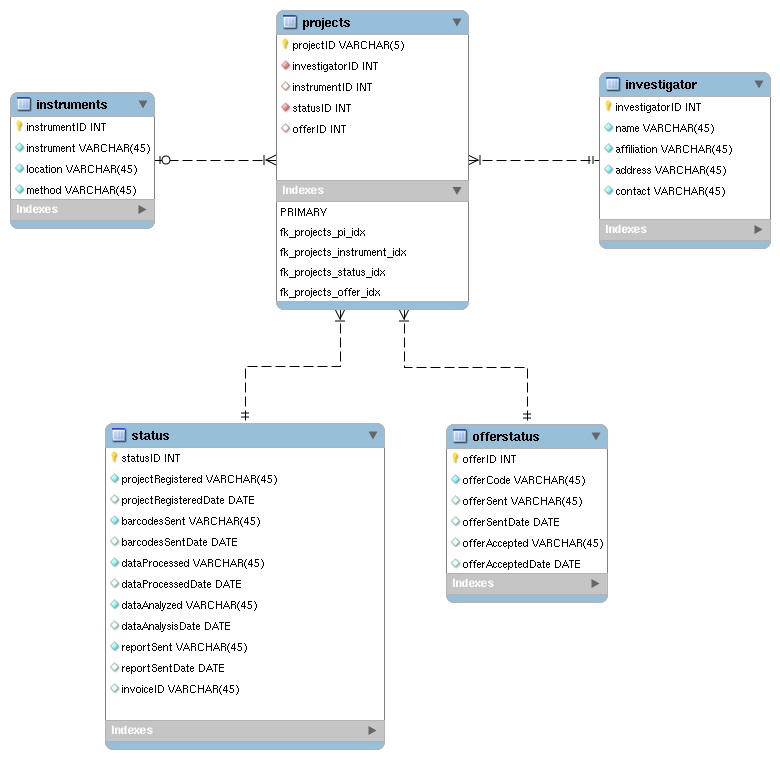 projects
projectID VARCHAR(5)
investigatorID INT
instrumentID INT
statusID INT
offerID INT
Indexes
PRIMARY
fk_projects_pi_idx
fk_projects_instrument_idx
fk_projects_status_idx
fk_projects_offer_idx
instruments
instrumentID INT
instrument VARCHAR(45)
location VARCHAR(45)
method VARCHAR(45)
Indexes
investigator
investigatorID INT
name VARCHAR(45)
affiliation VARCHAR(45)
address VARCHAR(45)
contact VARCHAR(45)
Indexes
status
statusID INT
projectRegistered VARCHAR(45)
projectRegisteredDate DATE
barcodesSent VARCHAR(45)
barcodesSentDate DATE
dataProcessed VARCHAR(45)
dataProcessedDate DATE
dataAnalyzed VARCHAR(45)
dataAnalysisDate DATE
reportSent VARCHAR(45)
reportSentDate DATE
invoiceID VARCHAR(45)
Indexes
offerstatus
offerID INT
offerCode VARCHAR(45)
offerSent VARCHAR(45)
offerSentDate DATE
offerAccepted VARCHAR(45)
offerAcceptedDate DATE
Indexes